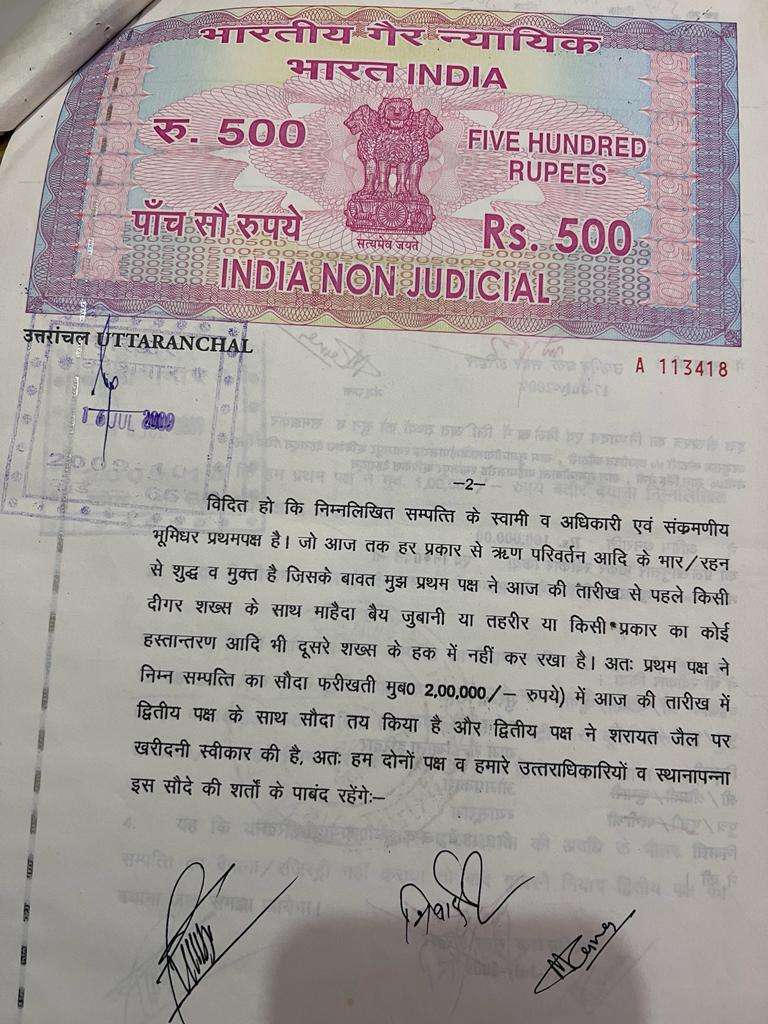 भारतीय गैर न्यायिक
भारत INDIA
रु. 500
FIVE HUNDRED
RUPEES
पाँच सौ रुपये
सत्यमेव जयते
Rs. 500
INDIA NON JUDICIAL
उत्तरांचल UTTARANCHAL
A 113418
16 JUL 2009
–2–
विदित हो कि निम्नलिखित सम्पत्ति के स्वामी व अधिकारी एवं संक्रमणीय
भूमिधर प्रथमपक्ष है। जो आज तक हर प्रकार से ऋण परिवर्तन आदि के भार/रहन
से शुद्ध व मुक्त है जिसके बावत मुझ प्रथम पक्ष ने आज की तारीख से पहले किसी
दीगर शख्स के साथ माहैदा बैय जुबानी या तहरीर या किसी प्रकार का कोई
हस्तान्तरण आदि भी दूसरे शख्स के हक में नहीं कर रखा है। अतः प्रथम पक्ष ने
निम्न सम्पत्ति का सौदा फरीखती मुब0 2,00,000/– रुपये) में आज की तारीख में
द्वितीय पक्ष के साथ सौदा तय किया है और द्वितीय पक्ष ने शरायत जैल पर
खरीदनी स्वीकार की है, अतः हम दोनों पक्ष व हमारे उत्तराधिकारियों व स्थानापन्ना
इस सौदे की शर्तो के पाबंद रहेंगेः–